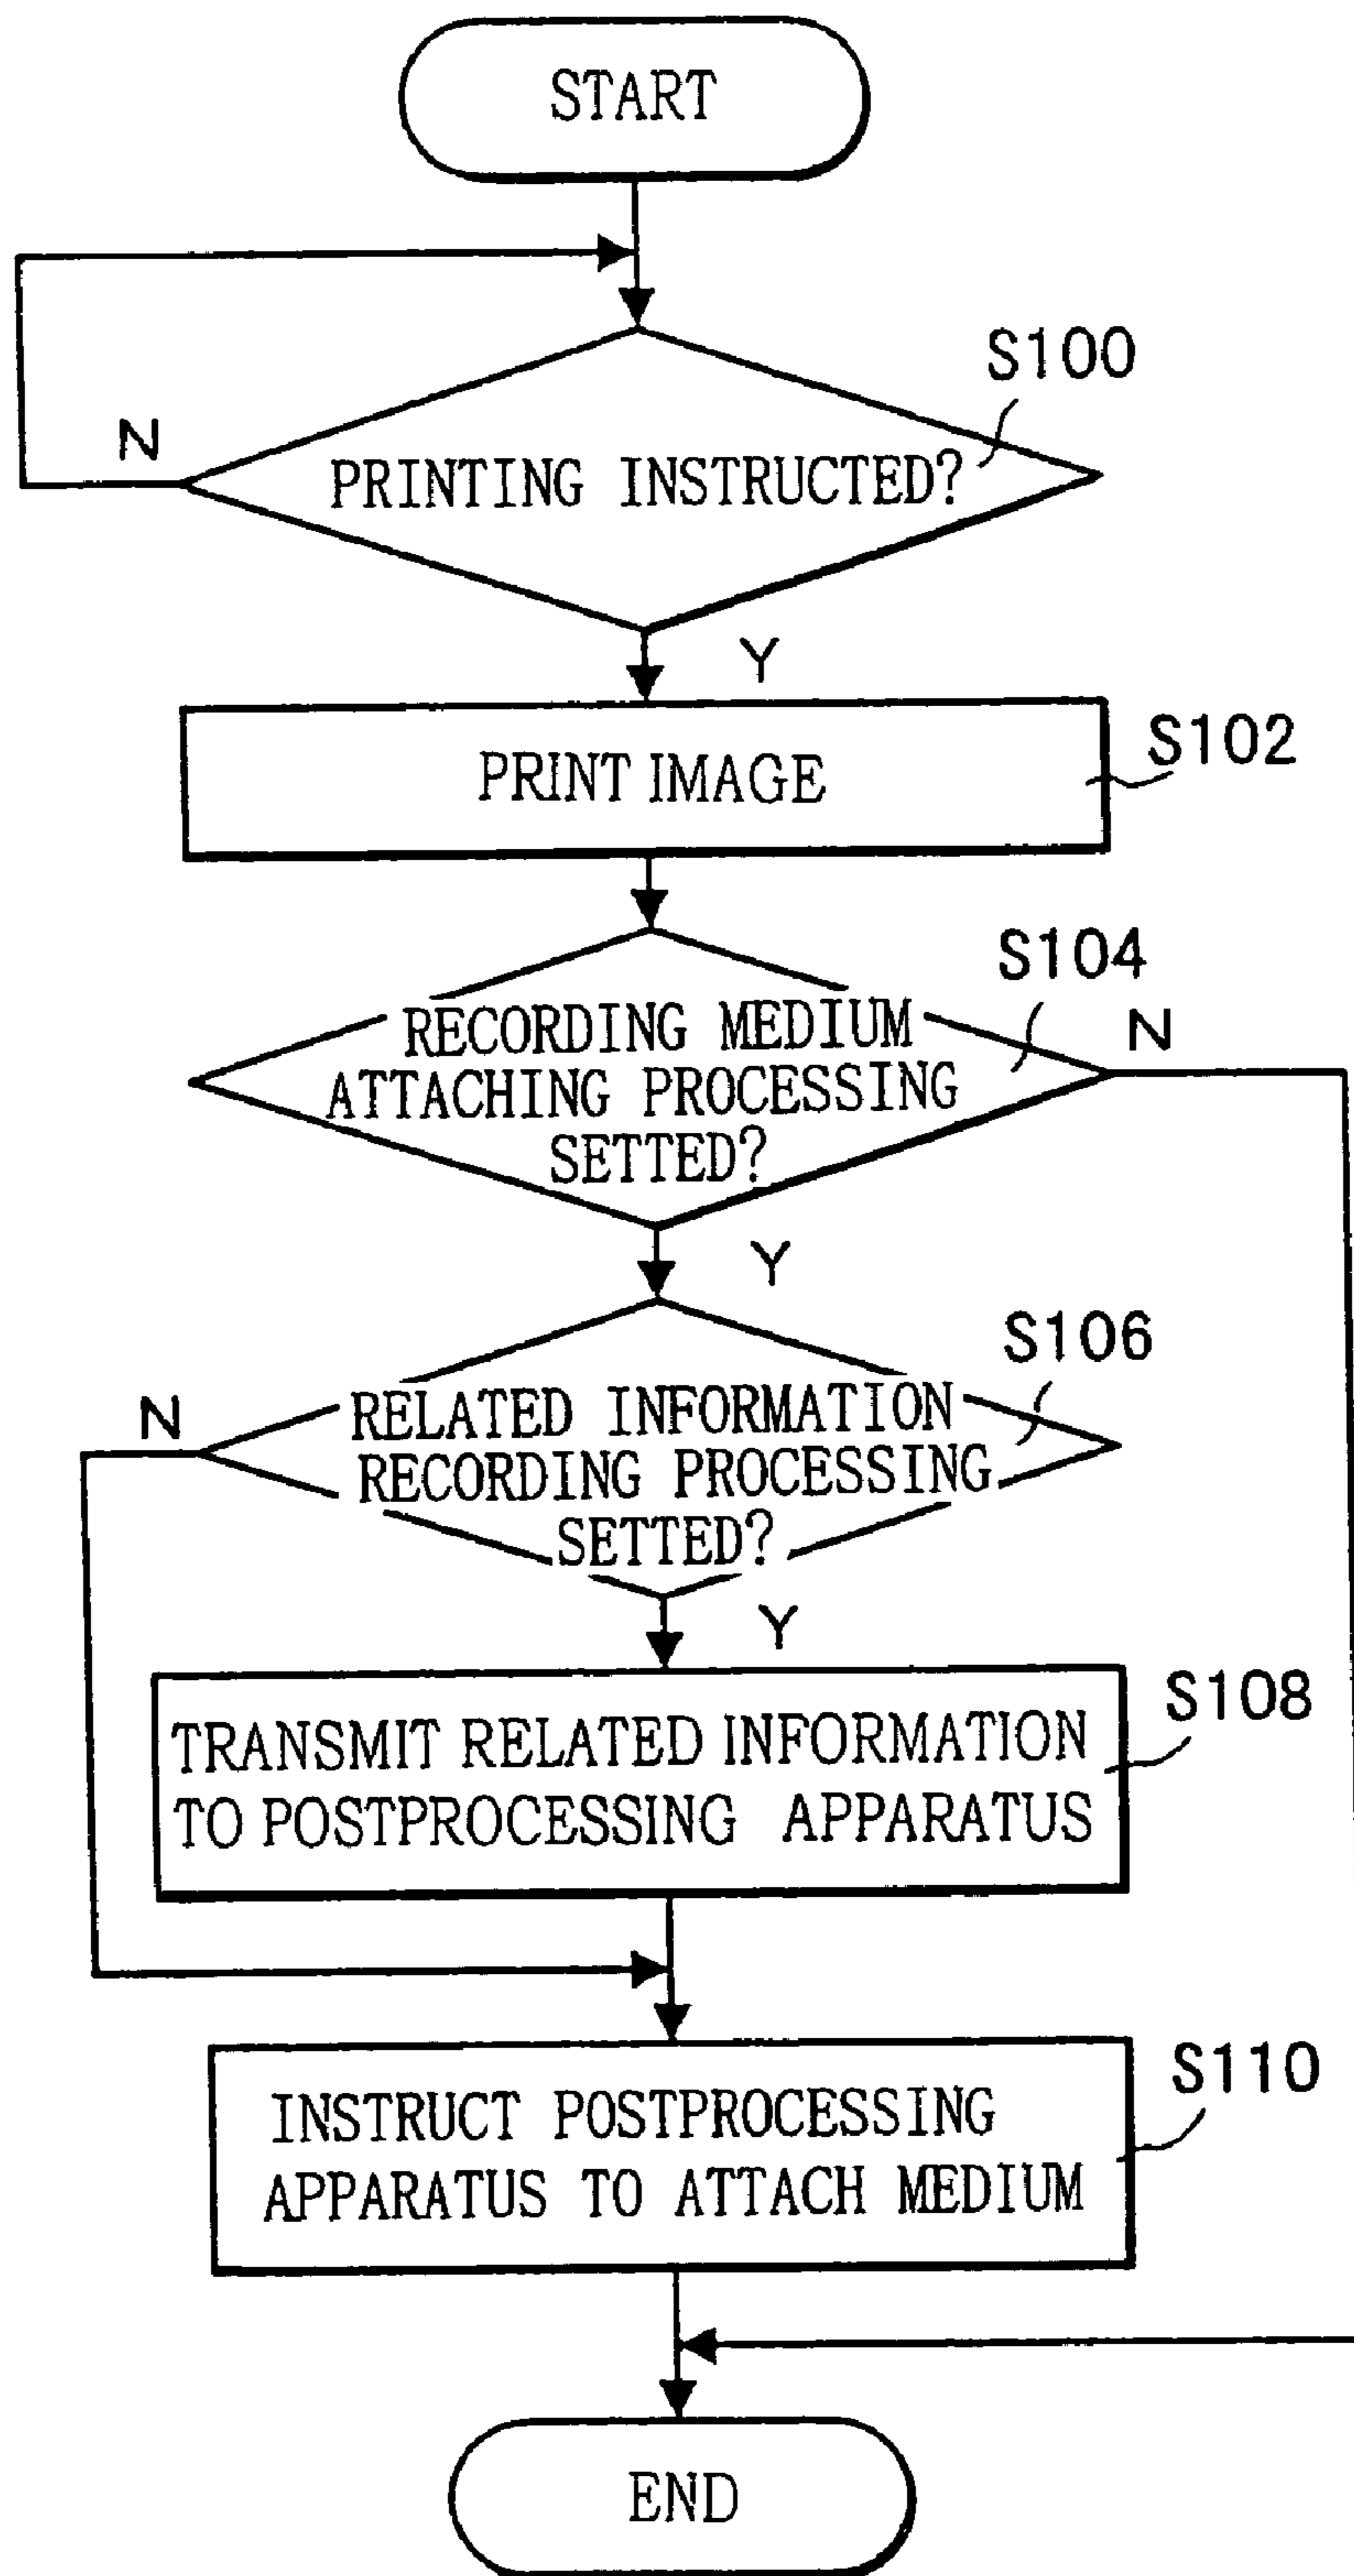 START
S100
N
PRINTING INSTRUCTED?
Y
PRINT IMAGE
S102
S104
RECORDING MEDIUM
N
ATTACHING PROCESSING
SETTED?
Y
S106
N
RELATED INFORMATION
RECORDING PROCESSING
SETTED?
Y
S108
TRANSMIT RELATED INFORMATION
TO POSTPROCESSING APPARATUS
S110
INSTRUCT POSTPROCESSING
APPARATUS TO ATTACH MEDIUM
END